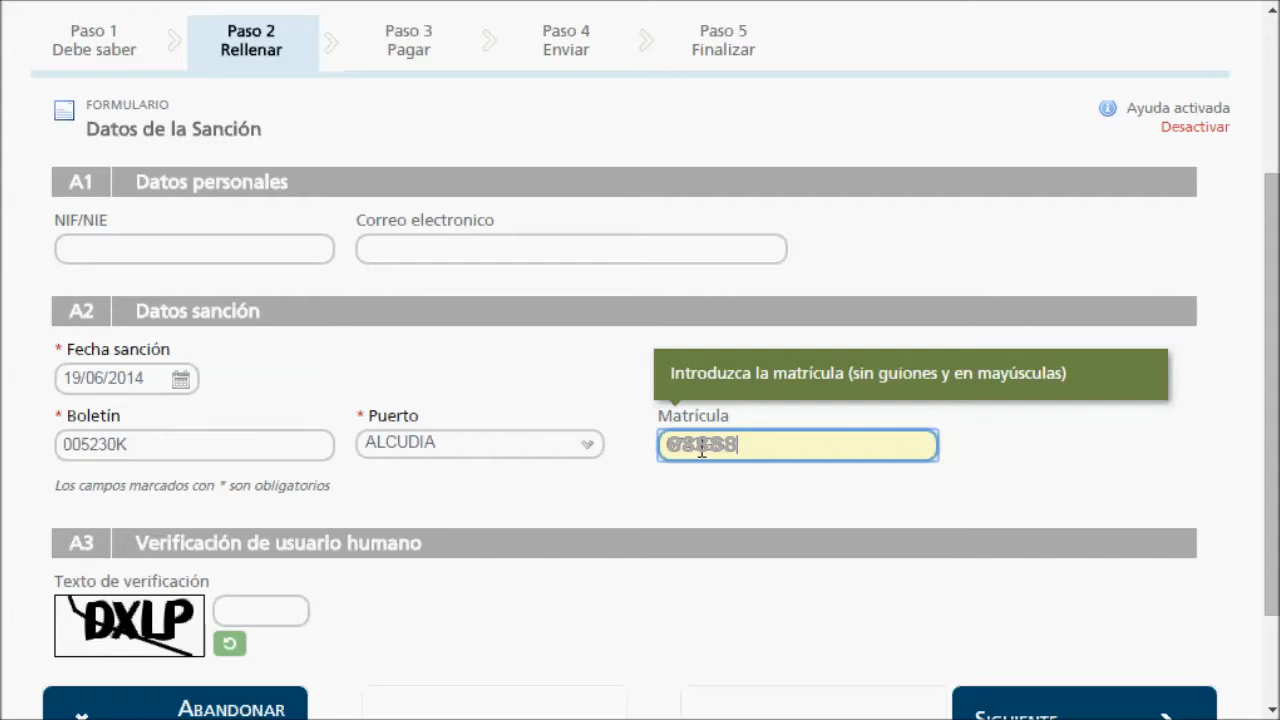 Paso 1
Debe saber
Paso 2
Rellenar
Paso 3
Pagar
Paso 4
Enviar
Paso 5
Finalizar
FORMULARIO
Datos de la Sanción
Ayuda activada
Desactivar
A1 Datos personales
NIF/NIE
Correo electronico
A2 Datos sanción
* Fecha sanción
19/06/2014
Introduzca la matrícula (sin guiones y en mayúsculas)
* Boletín
* Puerto
Matrícula
005230K
ALCUDIA
Los campos marcados con * son obligatorios
A3 Verificación de usuario humano
Texto de verificación
DXLP
ABANDONAR
SIGUIENTE